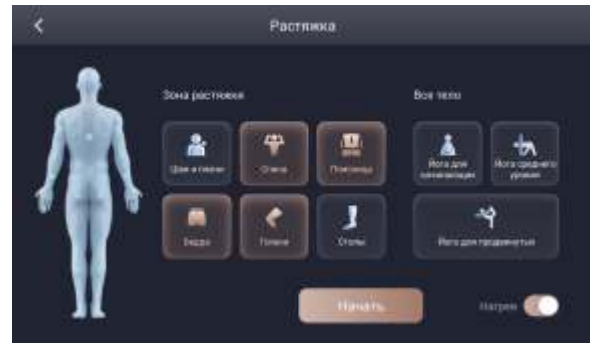 Растяжка
Зона растяжки
Все тело
Шея и плечи
Спина
Поясница
Йога для
начинающих
Йога среднего
уровня
Бедра
Голени
Стопы
Йога для продвинутых
Начать
Нагрев